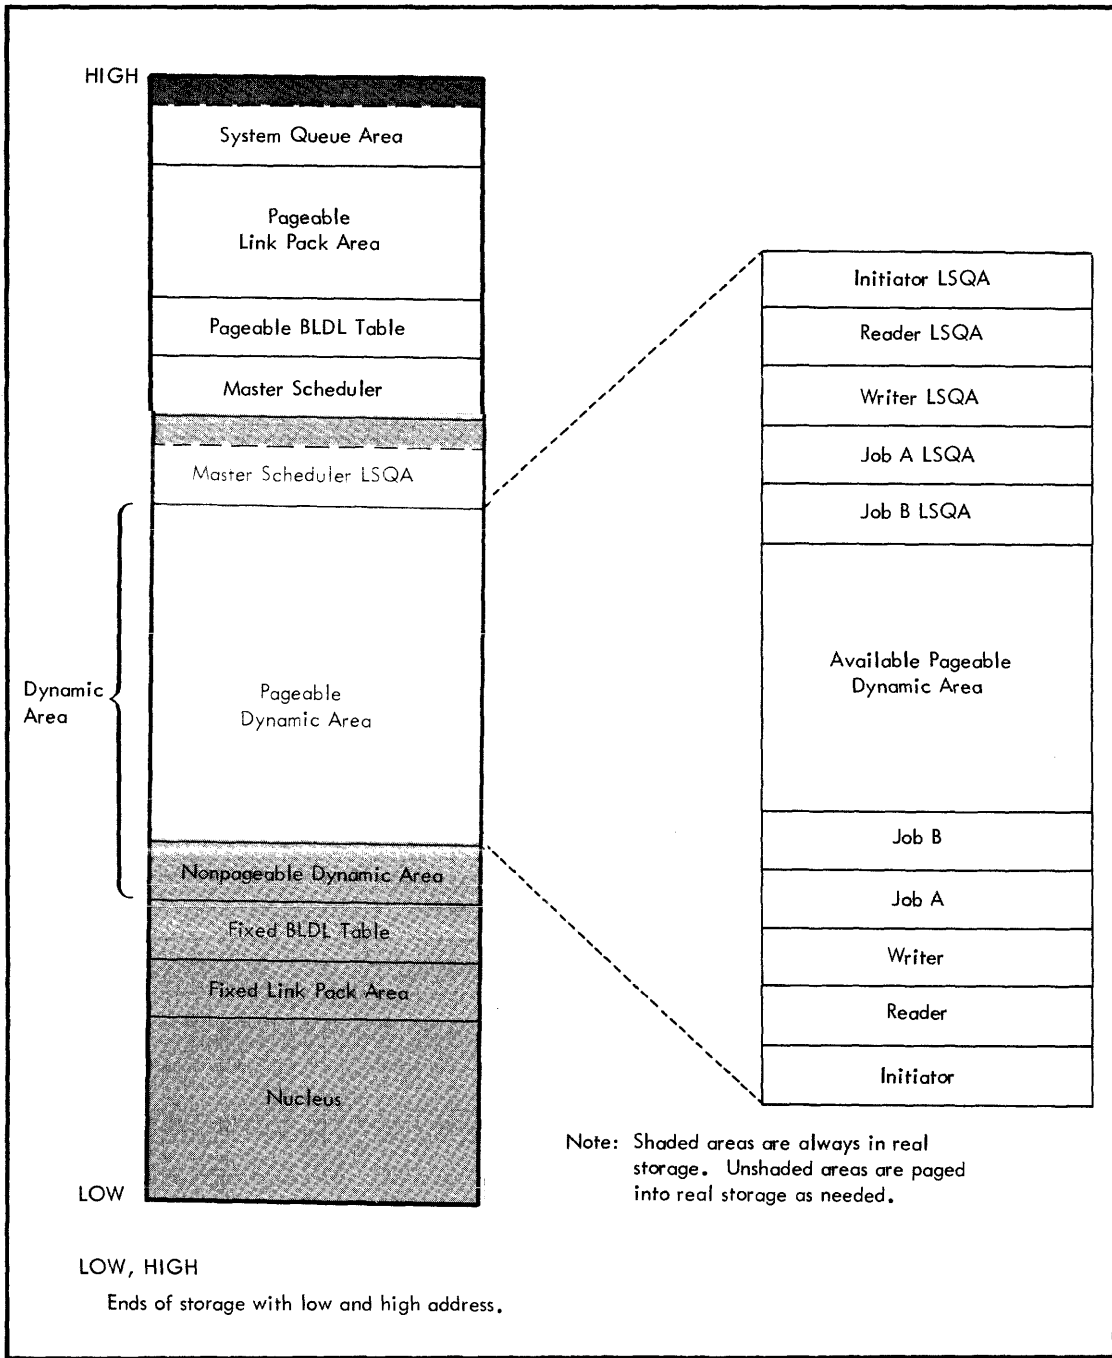 HIGH
System Queue Area
Pageable
Link Pack Area
Pageable BLDL Table
Master Scheduler
Master Scheduler LSQA
Dynamic
Area
Pageable
Dynamic Area
Nonpageable Dynamic Area
Fixed BLDL Table
Fixed Link Pack Area
Nucleus
LOW
Initiator LSQA
Reader LSQA
Writer LSQA
Job A LSQA
Job B LSQA
Available Pageable
Dynamic Area
Job B
Job A
Writer
Reader
Initiator
Note: Shaded areas are always in real
storage. Unshaded areas are paged
into real storage as needed.
LOW, HIGH
Ends of storage with low and high address.